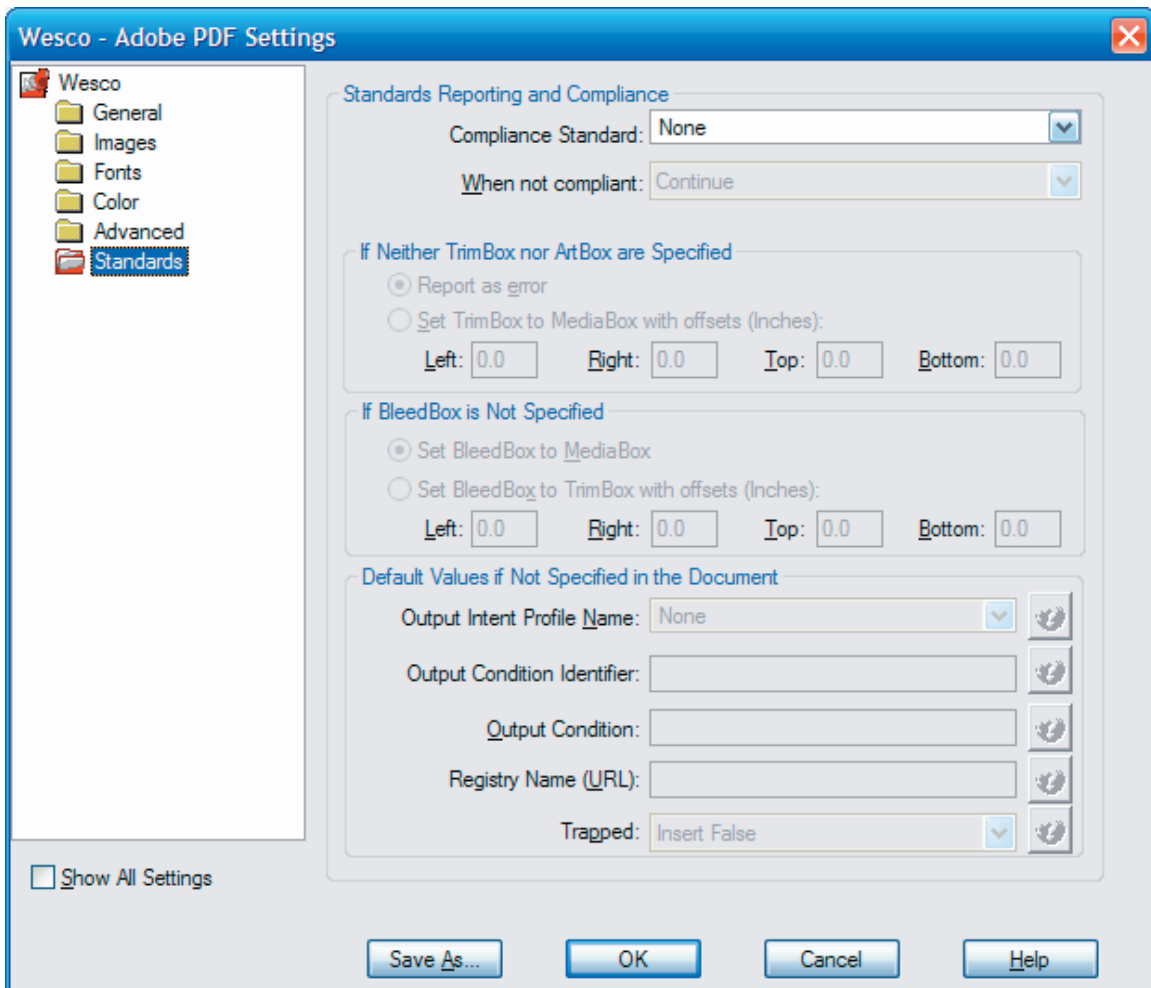 Wesco - Adobe PDF Settings
Wesco
General
Images
Fonts
Color
Advanced
Standards
Show All Settings
Standards Reporting and Compliance
Compliance Standard: None
When not compliant: Continue
If Neither TrimBox nor ArtBox are Specified
Report as error
Set TrimBox to MediaBox with offsets (Inches):
Left: 0.0 Right: 0.0 Top: 0.0 Bottom: 0.0
If BleedBox is Not Specified
Set BleedBox to MediaBox
Set BleedBox to TrimBox with offsets (Inches):
Left: 0.0 Right: 0.0 Top: 0.0 Bottom: 0.0
Default Values if Not Specified in the Document
Output Intent Profile Name: None
Output Condition Identifier:
Output Condition:
Registry Name (URL):
Trapped: Insert False
Save As... OK Cancel Help